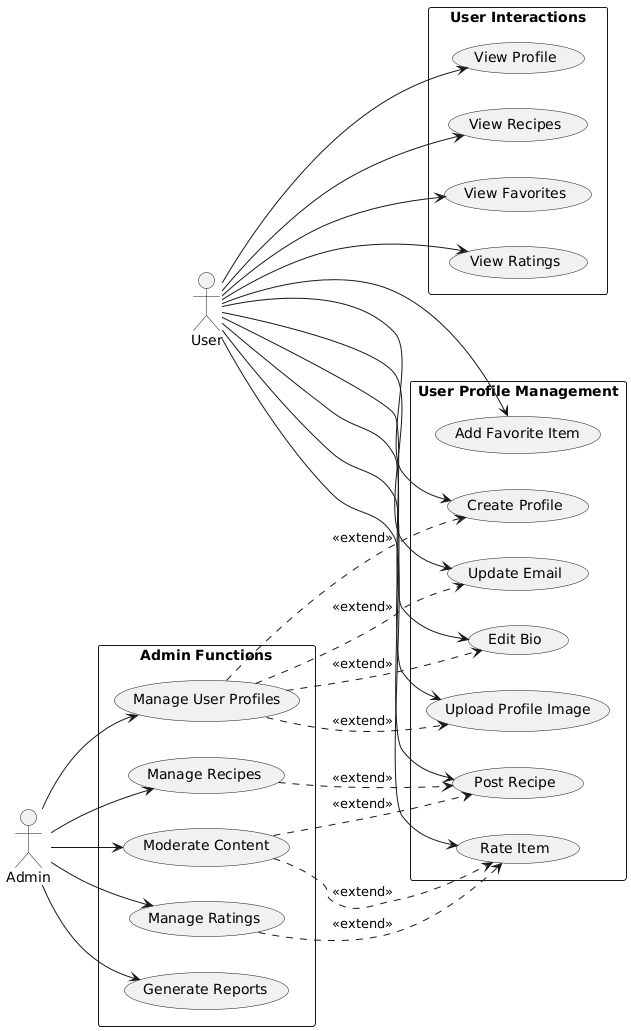 User Interactions
View Profile
View Recipes
View Favorites
View Ratings
User
User Profile Management
Add Favorite Item
Create Profile
«extend»
Update Email
«extend»
Edit Bio
«extend»
Admin Functions
Manage User Profiles
Upload Profile Image
«extend»
Manage Recipes
«extend»
Post Recipe
«extend»
Moderate Content
Rate Item
Admin
«extend»
Manage Ratings
«extend»
Generate Reports